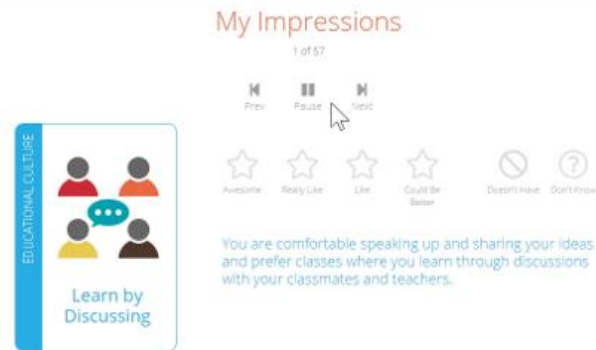 My Impressions
1 of 57
Prev Pause Next
EDUCATIONAL CULTURE
Awesome Really Like Like Could Be Better Doesn't Have Don't Know
You are comfortable speaking up and sharing your ideas
and prefer classes where you learn through discussions
with your classmates and teachers.
Learn by
Discussing